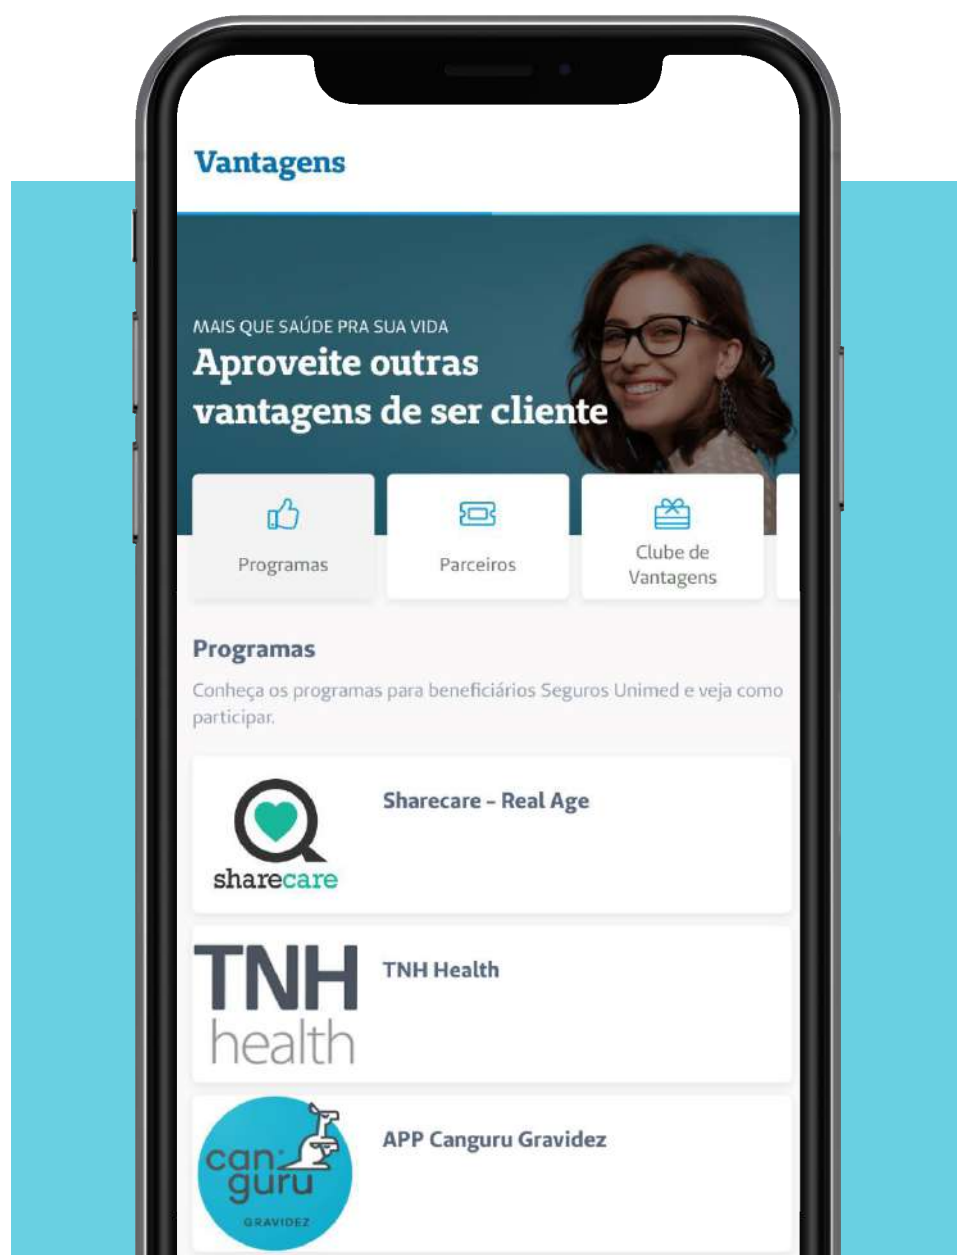 Vantagens
MAIS QUE SAÚDE PRA SUA VIDA
Aproveite outras
vantagens de ser cliente
Programas
Parceiros
Clube de
Vantagens
Programas
Conheça os programas para beneficiários Seguros Unimed e veja como
participar.
sharecare
Sharecare – Real Age
TNH
health
TNH Health
can:
guru
GRAVIDEZ
APP Canguru Gravidez